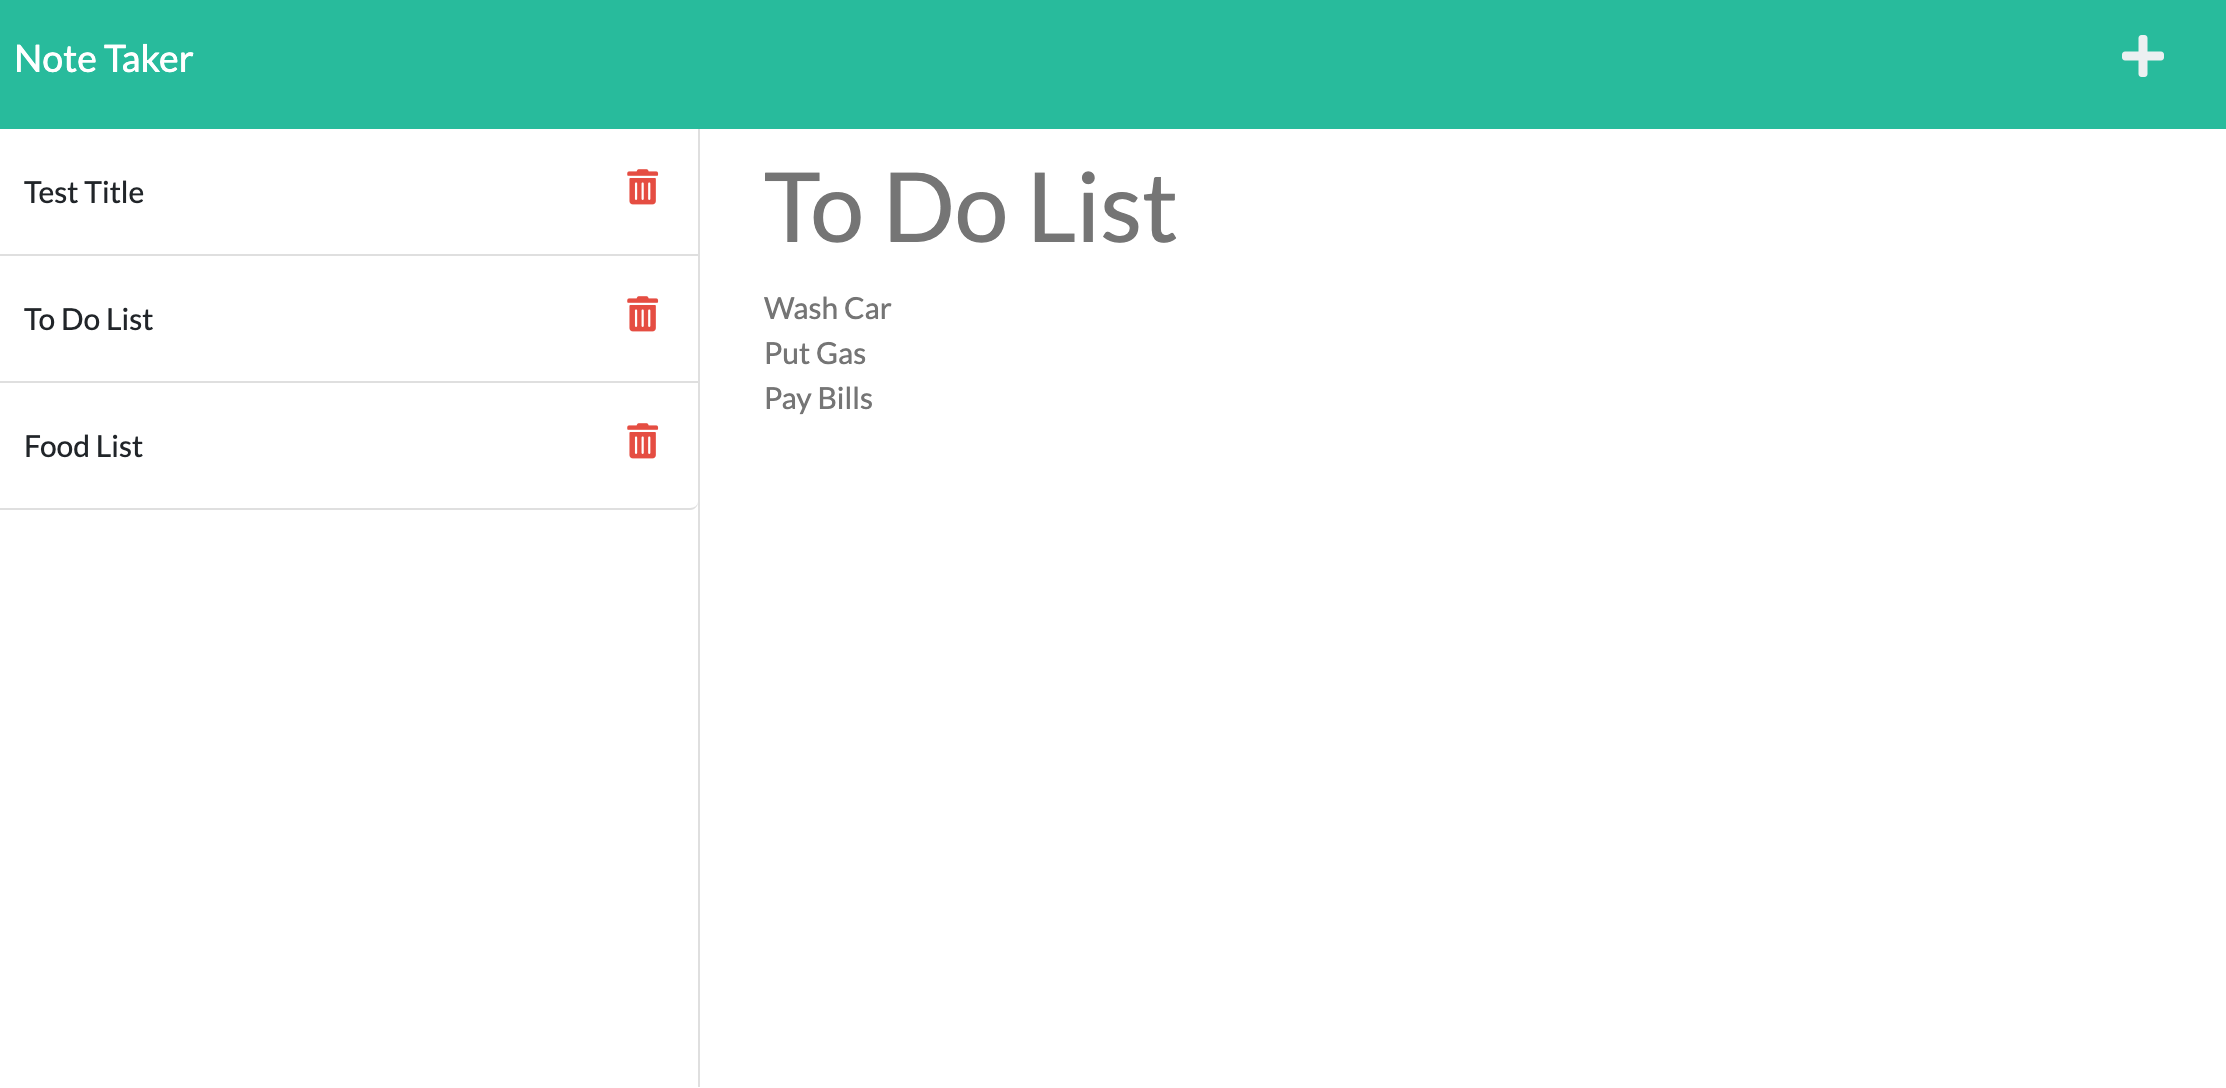 Note Taker
Test Title
To Do List
Food List
To Do List
Wash Car
Put Gas
Pay Bills